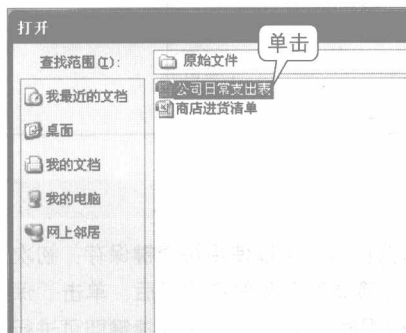 打开
单击
查找范围(I):
原始文件
我最近的文档
公司日常支出表
商店进货清单
桌面
我的文档
我的电脑
网上邻居